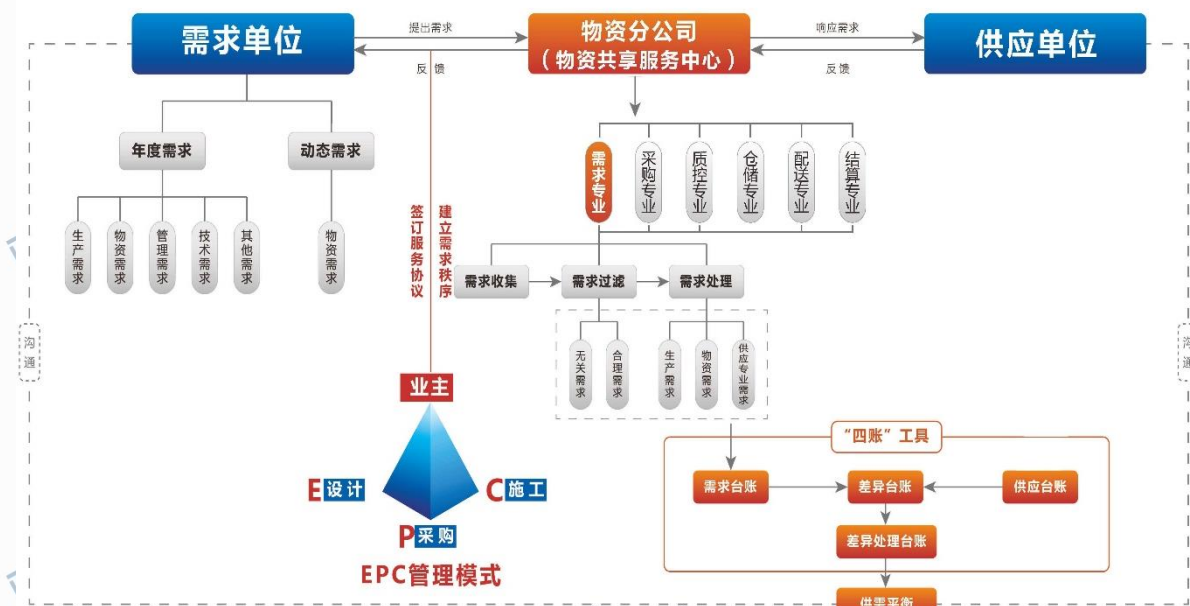 需求单位
提出需求
反馈
物资分公司
（物资共享服务中心）
响应需求
反馈
供应单位
年度需求
动态需求
生产需求
物资需求
管理需求
技术需求
其他需求
物资需求
签订服务协议
建立需求秩序
需求专业
采购专业
质控专业
仓储专业
配送专业
结算专业
需求收集
需求过滤
需求处理
无关需求
合理需求
生产需求
物资需求
供应专业需求
沟通
沟通
业主
E设计
C施工
P采购
EPC管理模式
“四账”工具
需求台账
差异台账
供应台账
差异处理台账
供需平衡